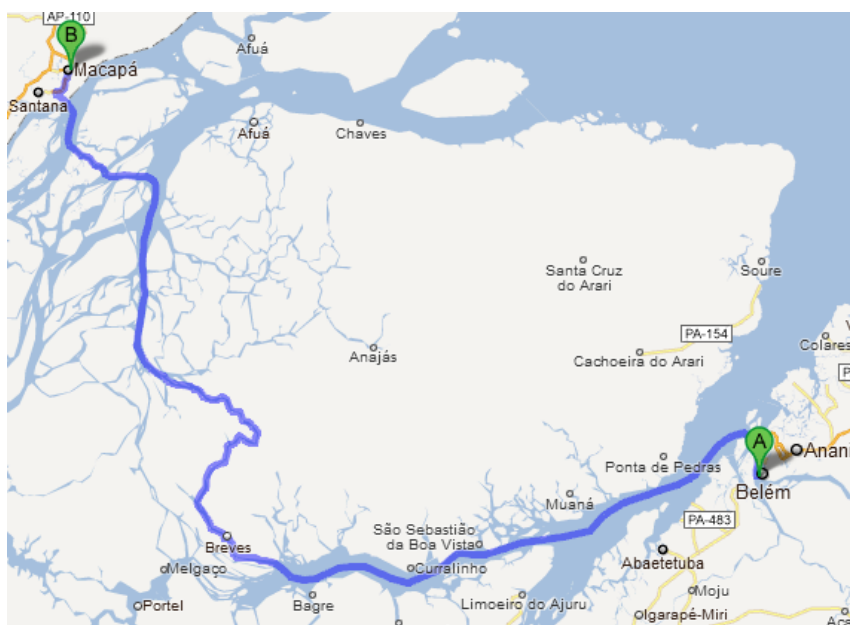 AP-110
B
Macapá
Santana
Afuá
Afuá
Chaves
Santa Cruz
do Arari
Soure
PA-154
Colares
Anajás
Cachoeira do Arari
A
Anani
Ponta de Pedras
Belém
Muaná
PA-483
São Sebastião
da Boa Vista
Breves
Abaetetuba
Melgaço
Curralinho
Moju
Portel
Bagre
Limoeiro do Ajuru
Igarapé-Miri